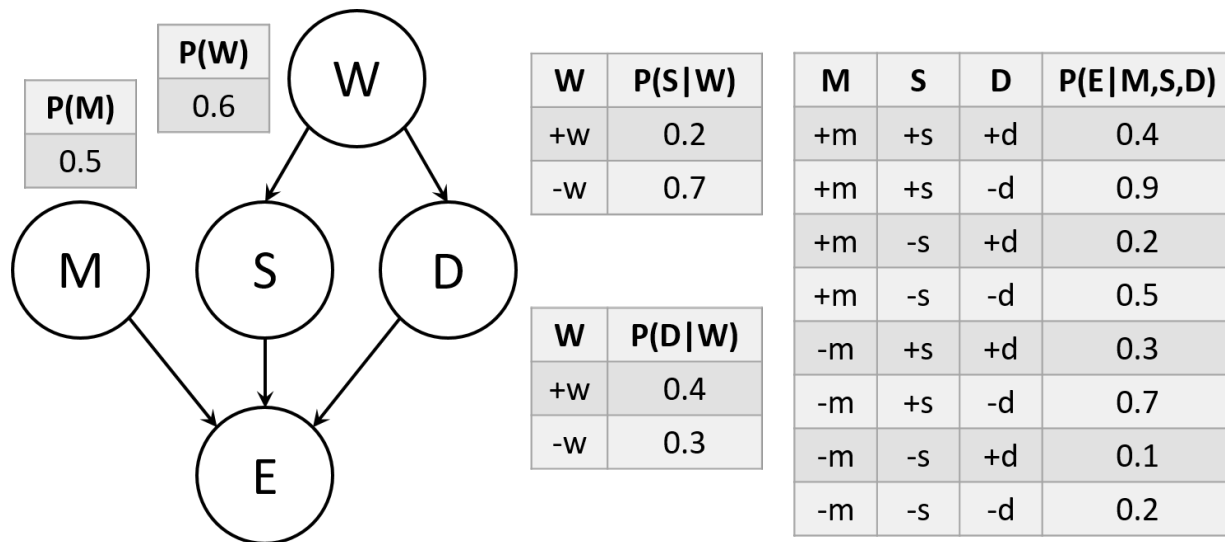 P(M)
0.5
P(W)
0.6
W
M
S
D
E
W P(S|W)
+w 0.2
-w 0.7
W P(D|W)
+w 0.4
-w 0.3
M S D P(E|M,S,D)
+m +s +d 0.4
+m +s -d 0.9
+m -s +d 0.2
+m -s -d 0.5
-m +s +d 0.3
-m +s -d 0.7
-m -s +d 0.1
-m -s -d 0.2